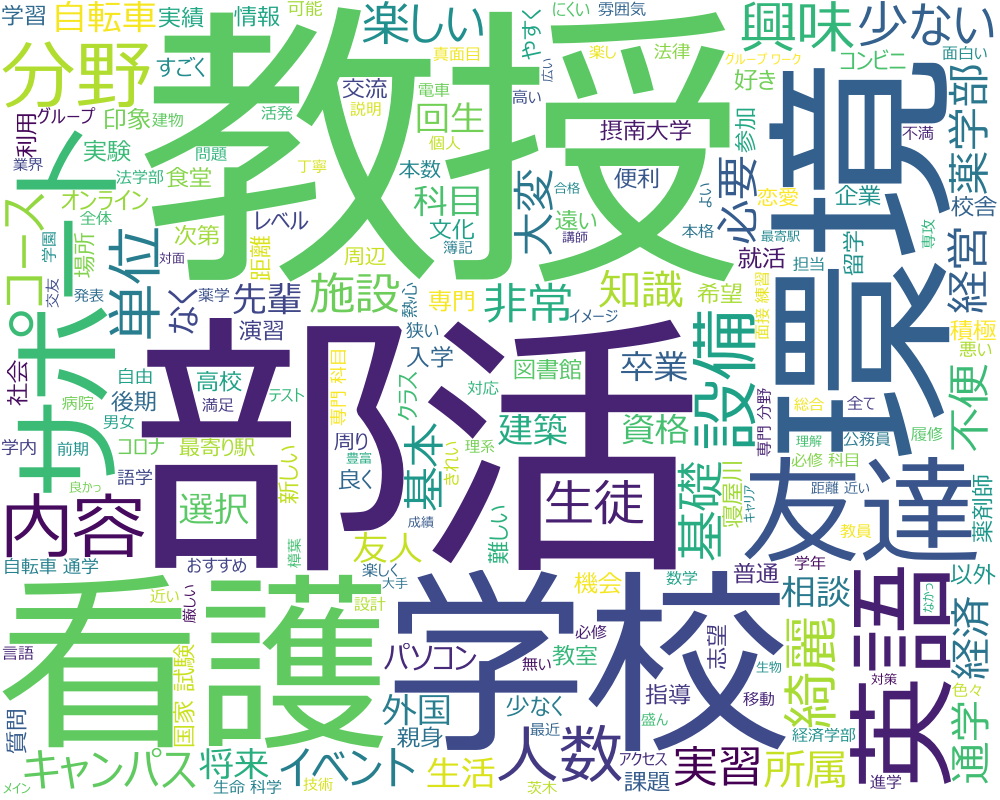 学習
自転車
実績
情報
可能
雰囲気
にくい
楽しい
真面目
やすく
楽し
法律
グループ ワーク
広い
興味
少ない
面白い
コンビニ
好き
分野
すごく
教授
交流
電車
高い
説明
活発
回生
摂南大学
参加
環境
不満
学部
利用
グループ
印象
建物
業界
実験
問題
個人
本数
丁寧
大変
合格
便利
つよ
必要
薬学部
サポート
コース
法学部
食堂
オンライン
レベル
科目
恋愛
企業
校舎
全体
学園
対面
場所
単位
次第
距離
文化
簿記
遠い
講師
本格
最寄駅
就活
留学
専攻
経営
交友
発表
薬学
なく
先輩
周辺
施設
熱心
専門
非常
イメージ
知識
希望
担当
面接 練習
積極
悪い
社会
演習
狭い
入学
部活
図書館
卒業
設備
不便
自由
病院
後期
高校
満足
男女
テスト
専門 科目
クラス
対応
総合
全て
専門 分野
理解
公務員
履修
学内
前期
コロナ
最寄り駅
語学
新しい
周り
豊富
良く
理系
きれい
基本
建築
資格
必修 科目
良かっ
内容
選択
生徒
基礎
寝屋川
距離 近い
キャリア
友達
教員
薬剤師
成績
難しい
自転車 通学
樟葉
おすすめ
友人
楽しく
大手
数学
普通
学年
近い
厳しい
設計
機会
相談
以外
なかっ
看護
学校
英語
経済
言語
試験
国家
パソコン
必修
無い
教室
志望
生物
綺麗
対策
色々
質問
外国
少なく
指導
移動
親身
最近
盛ん
経済学部
通学
キャンパス
将来
イベント
生活
人数
アクセス
課題
実習
所属
進学
メイン
生命 科学
技術
茨木